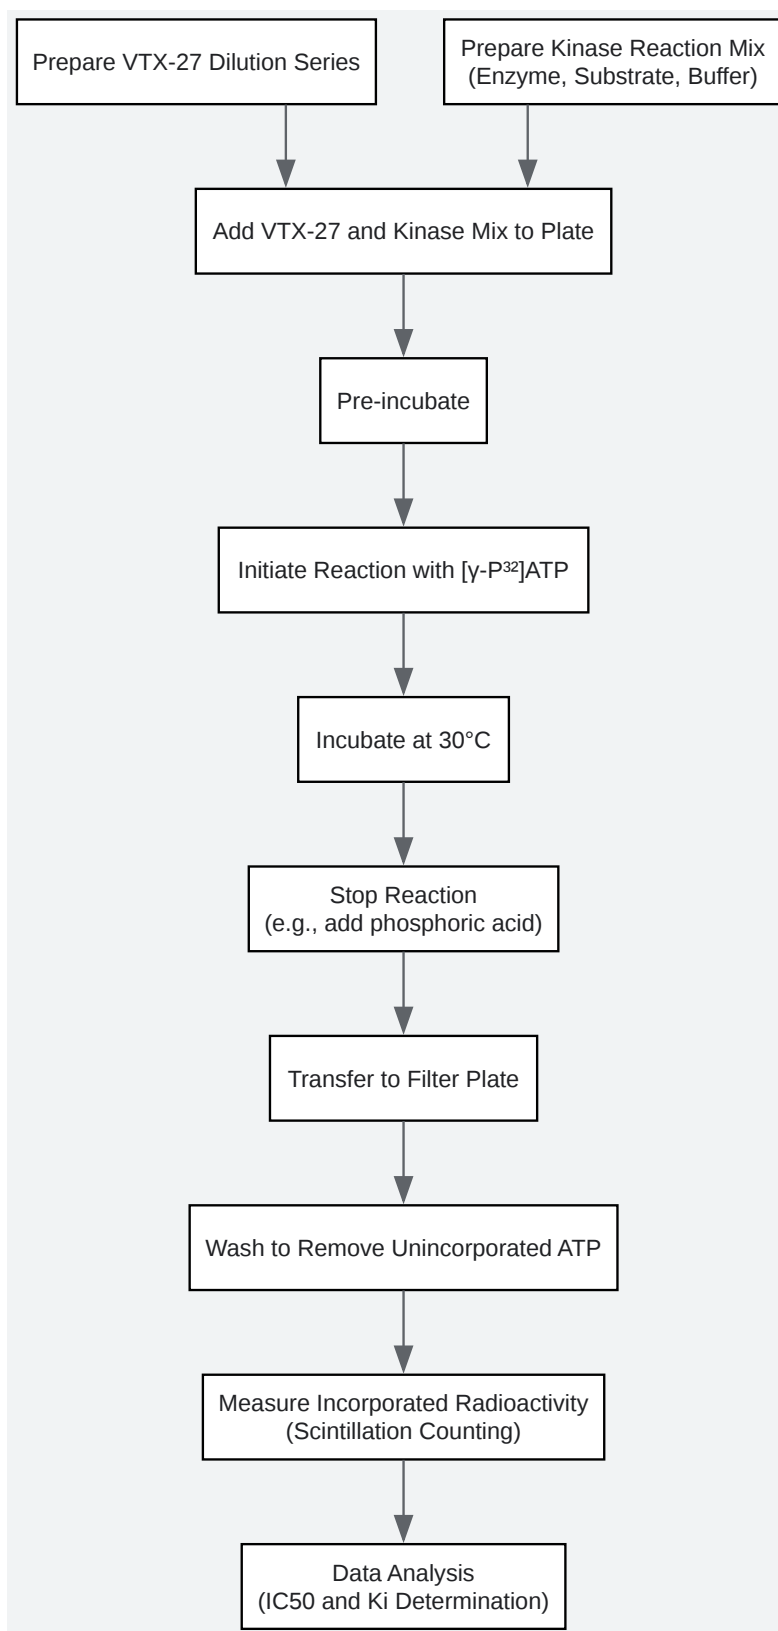 Prepare VTX-27 Dilution Series
Prepare Kinase Reaction Mix
(Enzyme, Substrate, Buffer)
Add VTX-27 and Kinase Mix to Plate
Pre-incubate
Initiate Reaction with [γ-P³²]ATP
Incubate at 30°C
Stop Reaction
(e.g., add phosphoric acid)
Transfer to Filter Plate
Wash to Remove Unincorporated ATP
Measure Incorporated Radioactivity
(Scintillation Counting)
Data Analysis
(IC50 and Ki Determination)